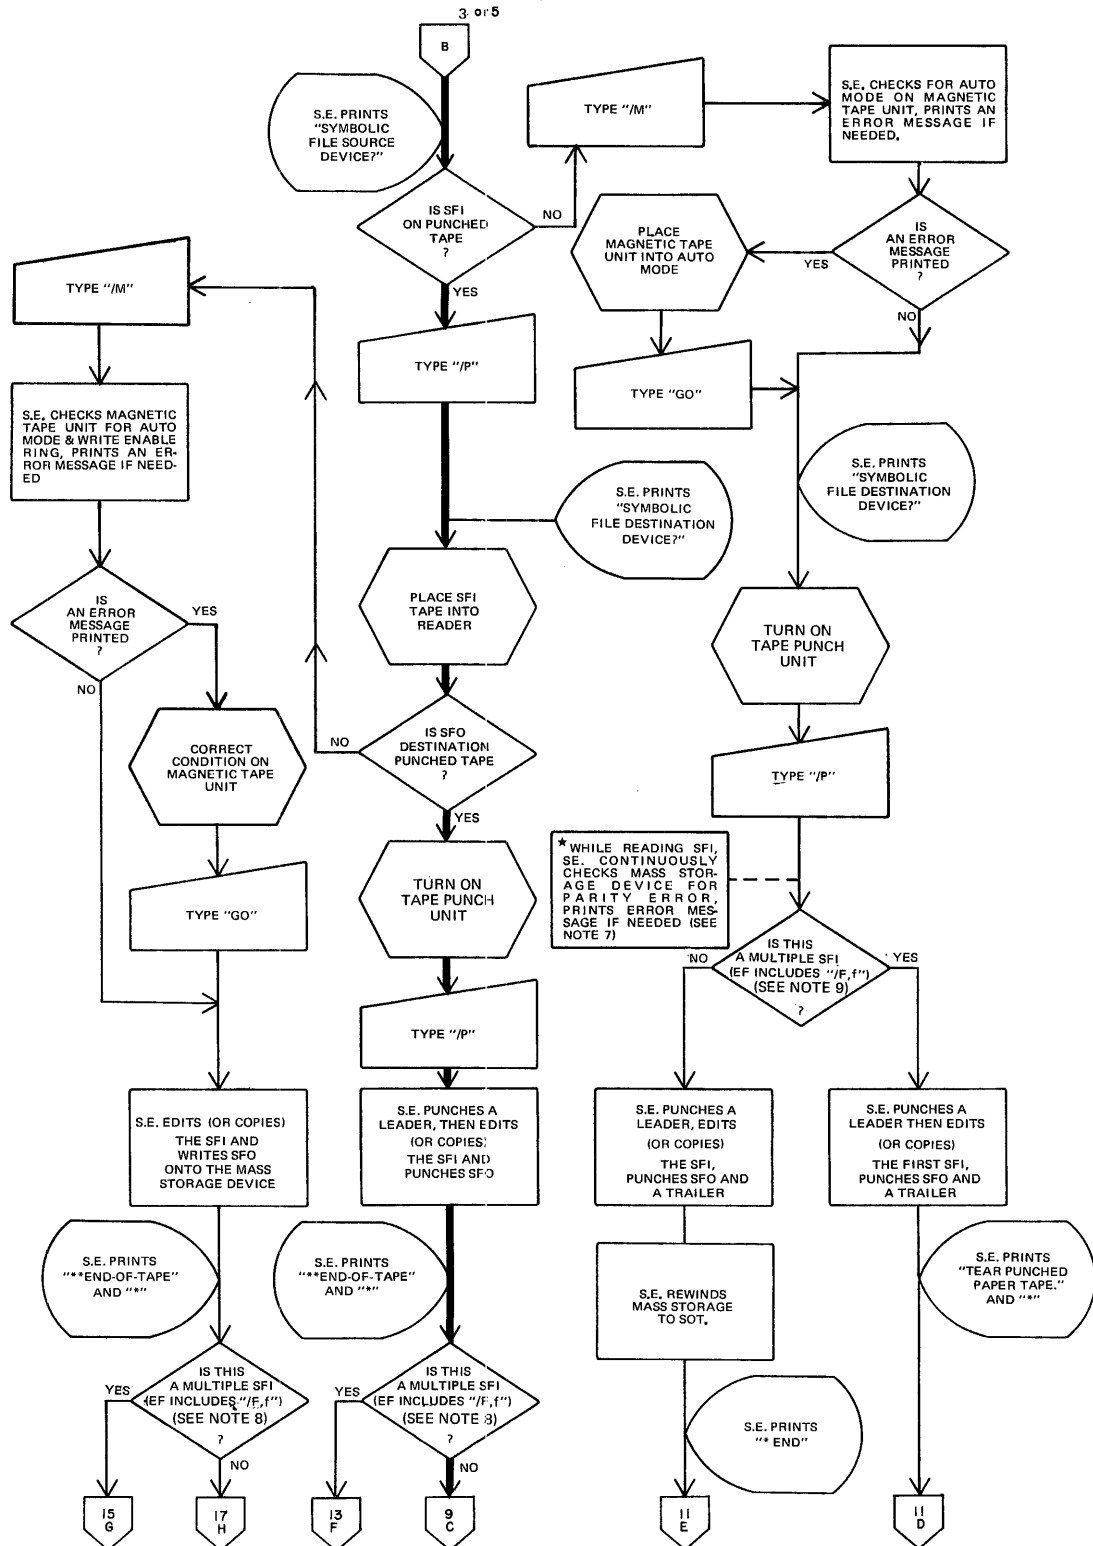 3 or 5
B
S.E. PRINTS
"SYMBOLIC
FILE SOURCE
DEVICE?"
TYPE "/M"
S.E. CHECKS FOR AUTO
MODE ON MAGNETIC
TAPE UNIT, PRINTS AN
ERROR MESSAGE IF
NEEDED.
IS SFI
ON PUNCHED
TAPE
?
NO
YES
PLACE
MAGNETIC TAPE
UNIT INTO AUTO
MODE
YES
IS
AN ERROR
MESSAGE
PRINTED
?
NO
TYPE "/M"
TYPE "/P"
TYPE "GO"
S.E. CHECKS MAGNETIC
TAPE UNIT FOR AUTO
MODE & WRITE ENABLE
RING, PRINTS AN ER-
ROR MESSAGE IF NEED-
ED
S.E. PRINTS
"SYMBOLIC
FILE DESTINATION
DEVICE?"
S.E. PRINTS
"SYMBOLIC
FILE DESTINATION
DEVICE?"
IS
AN ERROR
MESSAGE
PRINTED
?
YES
NO
PLACE SFI
TAPE INTO
READER
TURN ON
TAPE PUNCH
UNIT
CORRECT
CONDITION ON
MAGNETIC TAPE
UNIT
NO
IS SFO
DESTINATION
PUNCHED TAPE
?
YES
TYPE "/P"
TYPE "GO"
TURN ON
TAPE PUNCH
UNIT
★WHILE READING SFI,
SE. CONTINUOUSLY
CHECKS MASS STOR-
AGE DEVICE FOR
PARITY ERROR,
PRINTS ERROR MES-
SAGE IF NEEDED (SEE
NOTE 7)
NO
IS THIS
A MULTIPLE SFI
(EF INCLUDES "/F,f")
(SEE NOTE 9)
?
YES
TYPE "/P"
S.E. EDITS (OR COPIES)
THE SFI AND
WRITES SFO
ONTO THE MASS
STORAGE DEVICE
S.E. PUNCHES A
LEADER, THEN EDITS
(OR COPIES)
THE SFI AND
PUNCHES SFO
S.E. PUNCHES A
LEADER, EDITS
(OR COPIES)
THE SFI,
PUNCHES SFO AND
A TRAILER
S.E. PUNCHES A
LEADER THEN EDITS
(OR COPIES)
THE FIRST SFI,
PUNCHES SFO AND
A TRAILER
S.E. PRINTS
"**END-OF-TAPE"
AND "*"
S.E. PRINTS
"**END-OF-TAPE"
AND "*"
S.E. REWINDS
MASS STORAGE
TO SOT.
S.E. PRINTS
"TEAR PUNCHED
PAPER TAPE."
AND "*"
YES
IS THIS
A MULTIPLE SFI
(EF INCLUDES "/F,f")
(SEE NOTE 8)
?
NO
YES
IS THIS
A MULTIPLE SFI
(EF INCLUDES "/F,f")
(SEE NOTE 8)
?
NO
S.E. PRINTS
"* END"
15
G
17
H
13
F
9
C
11
E
11
D